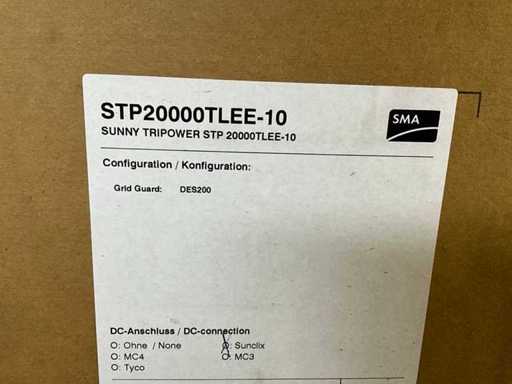 STP20000TLEE-10
SUNNY TRIPOWER STP 20000TLEE-10
SMA
Configuration / Konfiguration:
Grid Guard: DES200
DC-Anschluss / DC-connection
O: Ohne / None O: Sunclix
O: MC4 O: MC3
O: Tyco